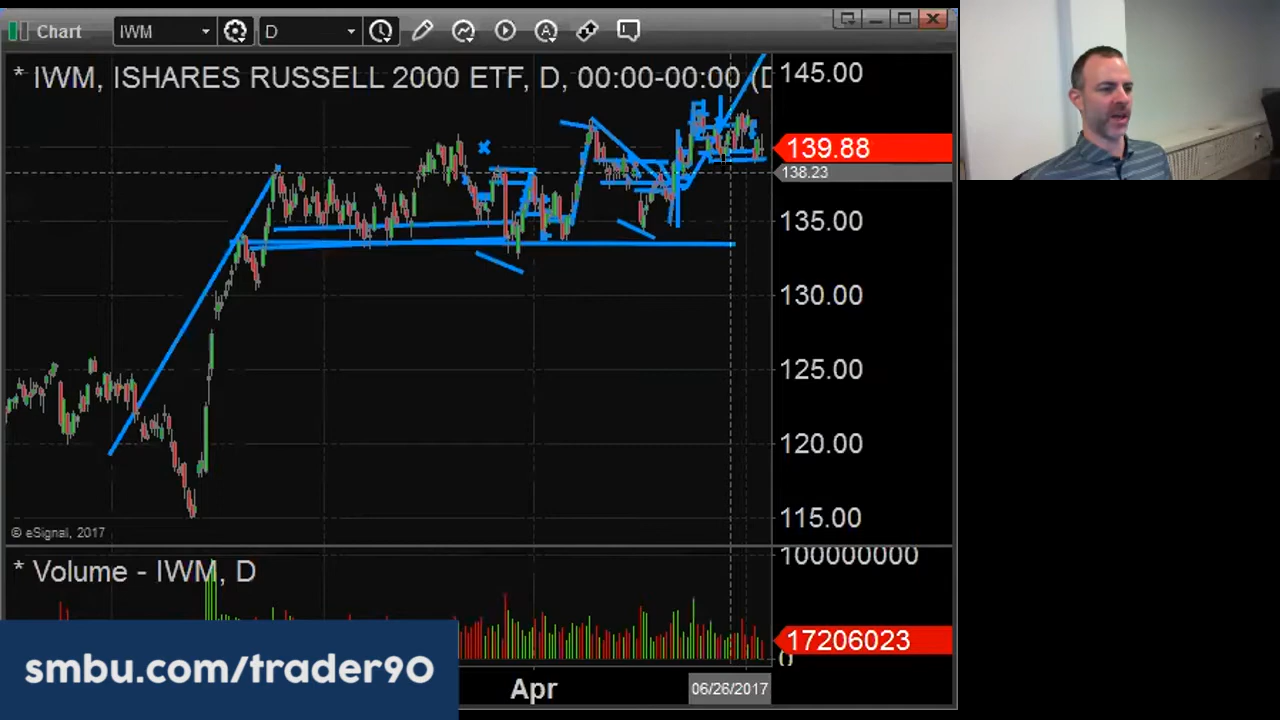 Chart IWM D
* IWM, ISHARES RUSSELL 2000 ETF, D, 00:00-00:00 (D
145.00
139.88
138.23
135.00
130.00
125.00
120.00
115.00
© eSignal, 2017
100000000
* Volume - IWM, D
17206023
0
smbu.com/trader90
Apr
06/26/2017